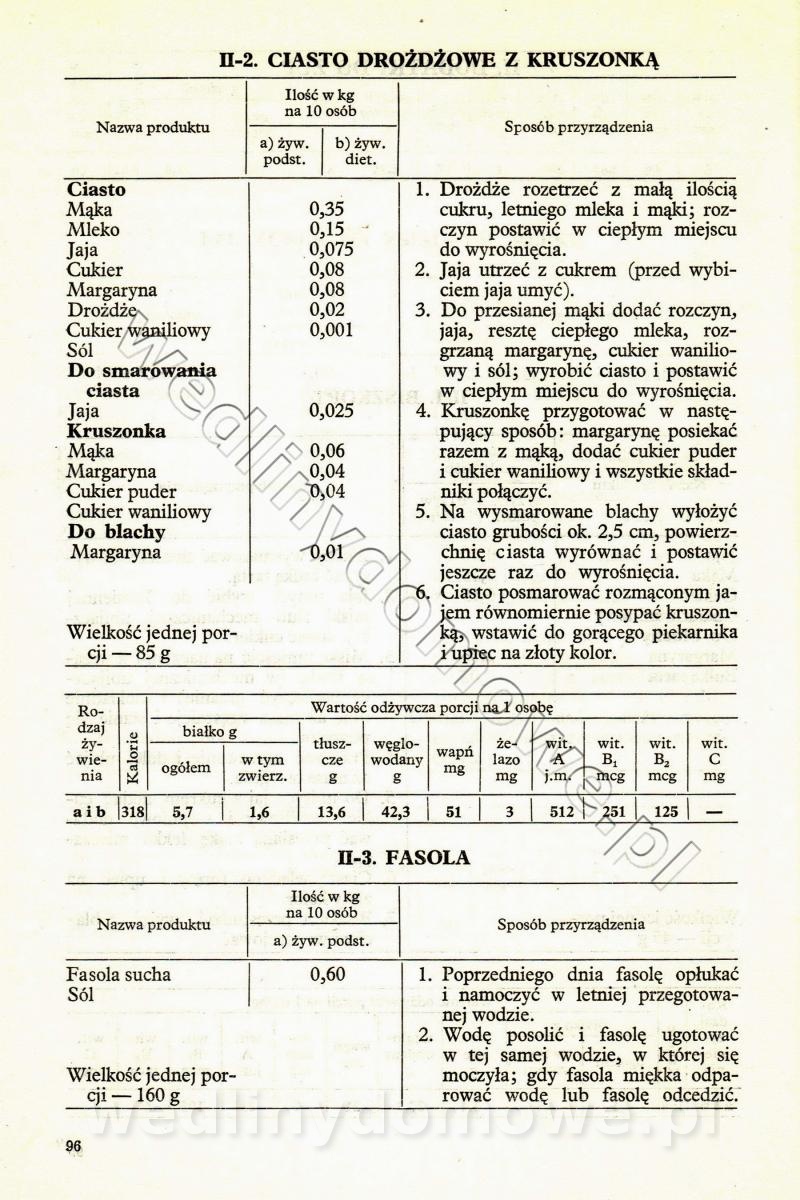 II-2. CIASTO DROŻDŻOWE Z KRUSZONKĄ
Nazwa produktu
Ilość w kg
na 10 osób
a) żyw.
podst.
b) żyw.
diet.
Sposób przyrządzenia
Ciasto
Mąka 0,35
Mleko 0,15
Jaja 0,075
Cukier 0,08
Margaryna 0,08
Drożdże 0,02
Cukier waniliowy 0,001
Sól
Do smarowania
ciasta
Jaja 0,025
Kruszonka
Mąka 0,06
Margaryna 0,04
Cukier puder 0,04
Cukier waniliowy
Do blachy
Margaryna 0,01
Wielkość jednej por-
cji — 85 g
1. Drożdże rozetrzeć z małą ilością
cukru, letniego mleka i mąki; roz-
czyn postawić w ciepłym miejscu
do wyrośnięcia.
2. Jaja utrzeć z cukrem (przed wybi-
ciem jaja umyć).
3. Do przesianej mąki dodać rozczyn,
jaja, resztę ciepłego mleka, roz-
grzaną margarynę, cukier wanilio-
wy i sól; wyrobić ciasto i postawić
w ciepłym miejscu do wyrośnięcia.
4. Kruszonkę przygotować w nastę-
pujący sposób: margarynę posiekać
razem z mąką, dodać cukier puder
i cukier waniliowy i wszystkie skład-
niki połączyć.
5. Na wysmarowane blachy wyłożyć
ciasto grubości ok. 2,5 cm, powierz-
chnię ciasta wyrównać i postawić
jeszcze raz do wyrośnięcia.
6. Ciasto posmarować rozmąconym ja-
jem równomiernie posypać kruszon-
ką, wstawić do gorącego piekarnika
i upiec na złoty kolor.
Ro-
dzaj
ży-
wie-
nia
Kalorie
Wartość odżywcza porcji na 1 osobę
białko g
ogółem
w tym
zwierz.
tłusz-
cze
g
węglo-
wodany
g
wapń
mg
że-
lazo
mg
wit.
A
j.m.
wit.
B₁
mcg
wit.
B₂
mcg
wit.
C
mg
a i b 318 5,7 1,6 13,6 42,3 51 3 512 251 125 —
II-3. FASOLA
Nazwa produktu
Ilość w kg
na 10 osób
a) żyw. podst.
Sposób przyrządzenia
Fasola sucha 0,60
Sól
Wielkość jednej por-
cji — 160 g
1. Poprzedniego dnia fasolę opłukać
i namoczyć w letniej przegotowa-
nej wodzie.
2. Wodę posolić i fasolę ugotować
w tej samej wodzie, w której się
moczyła; gdy fasola miękka odpa-
rować wodę lub fasolę odcedzić.
96
wedlinydomowe.pl
wedlinydomowe.pl